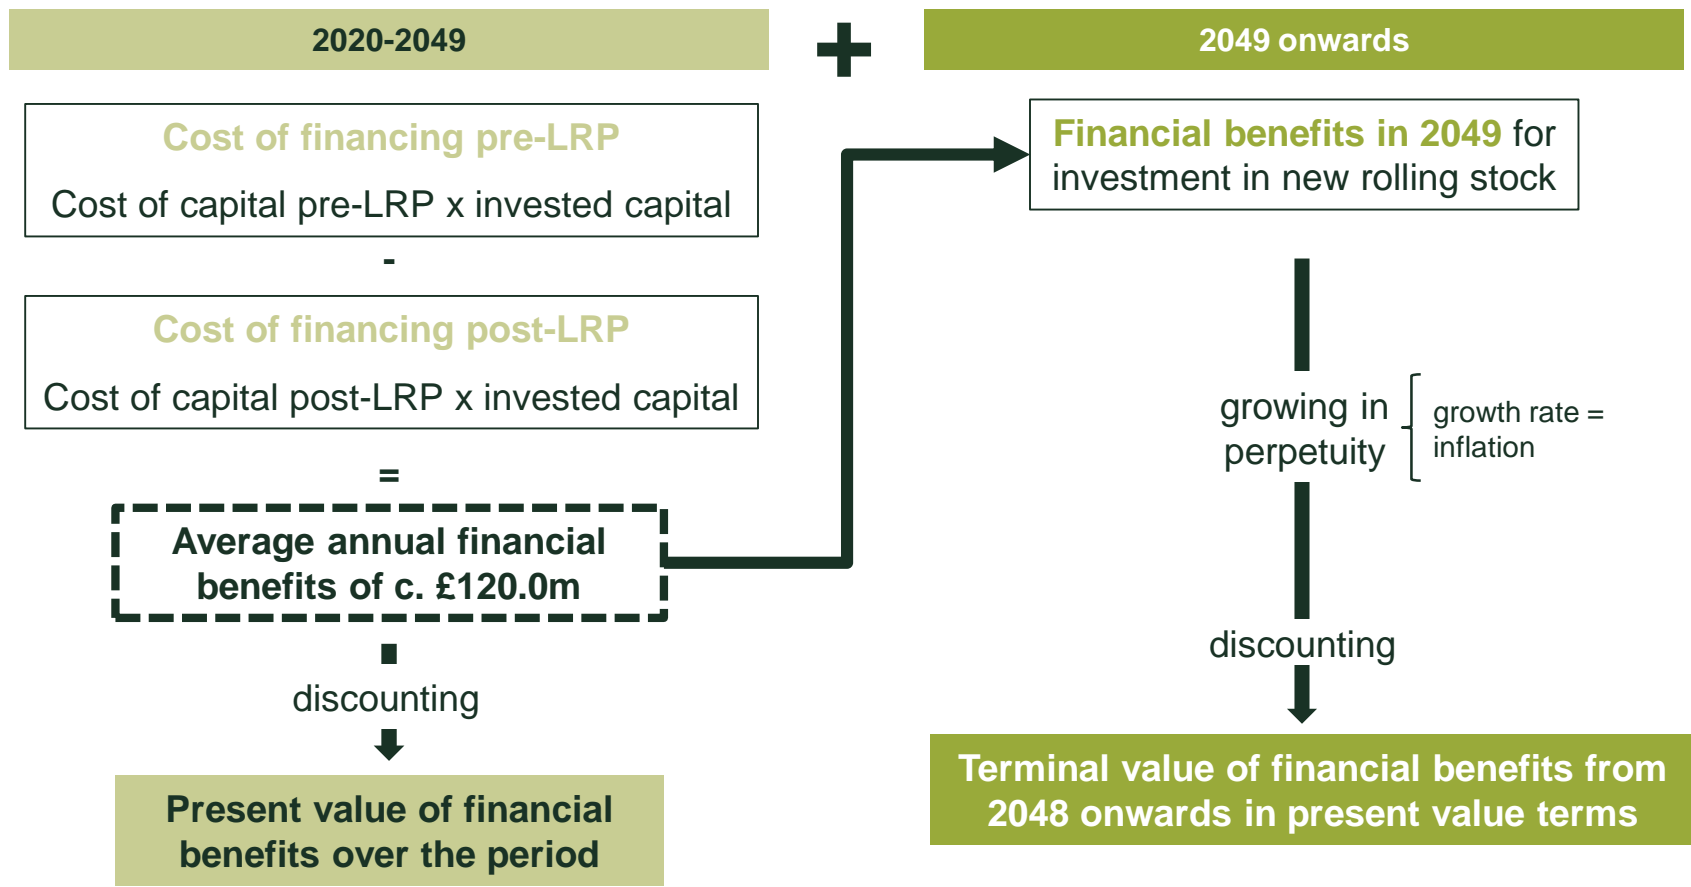 2020-2049
+
2049 onwards
Cost of financing pre-LRP
Cost of capital pre-LRP x invested capital
-
Cost of financing post-LRP
Cost of capital post-LRP x invested capital
=
Average annual financial
benefits of c. £120.0m
discounting
Present value of financial
benefits over the period
Financial benefits in 2049 for
investment in new rolling stock
growing in
perpetuity
growth rate =
inflation
discounting
Terminal value of financial benefits from
2048 onwards in present value terms